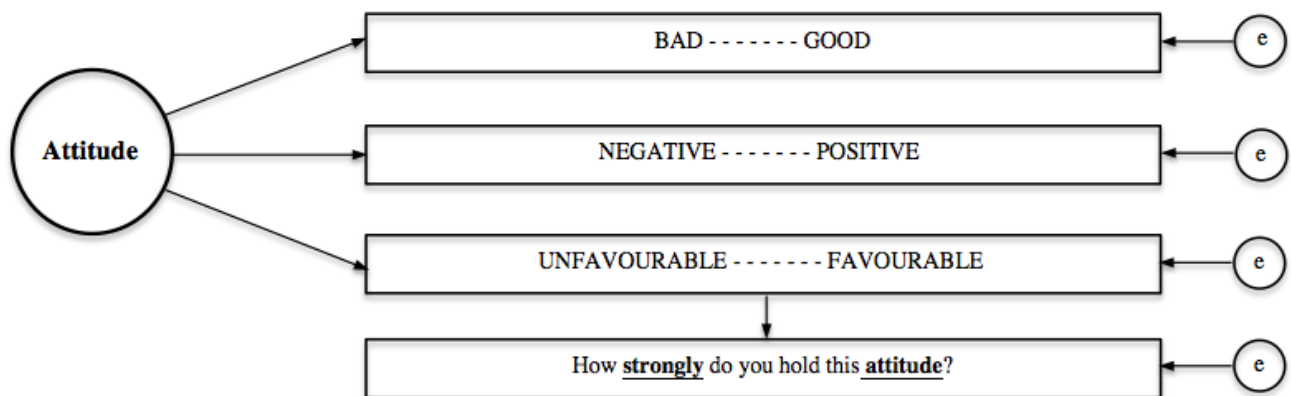 BAD - - - - - - - GOOD
e
Attitude
NEGATIVE - - - - - - - POSITIVE
e
UNFAVOURABLE - - - - - - - FAVOURABLE
e
How strongly do you hold this attitude?
e